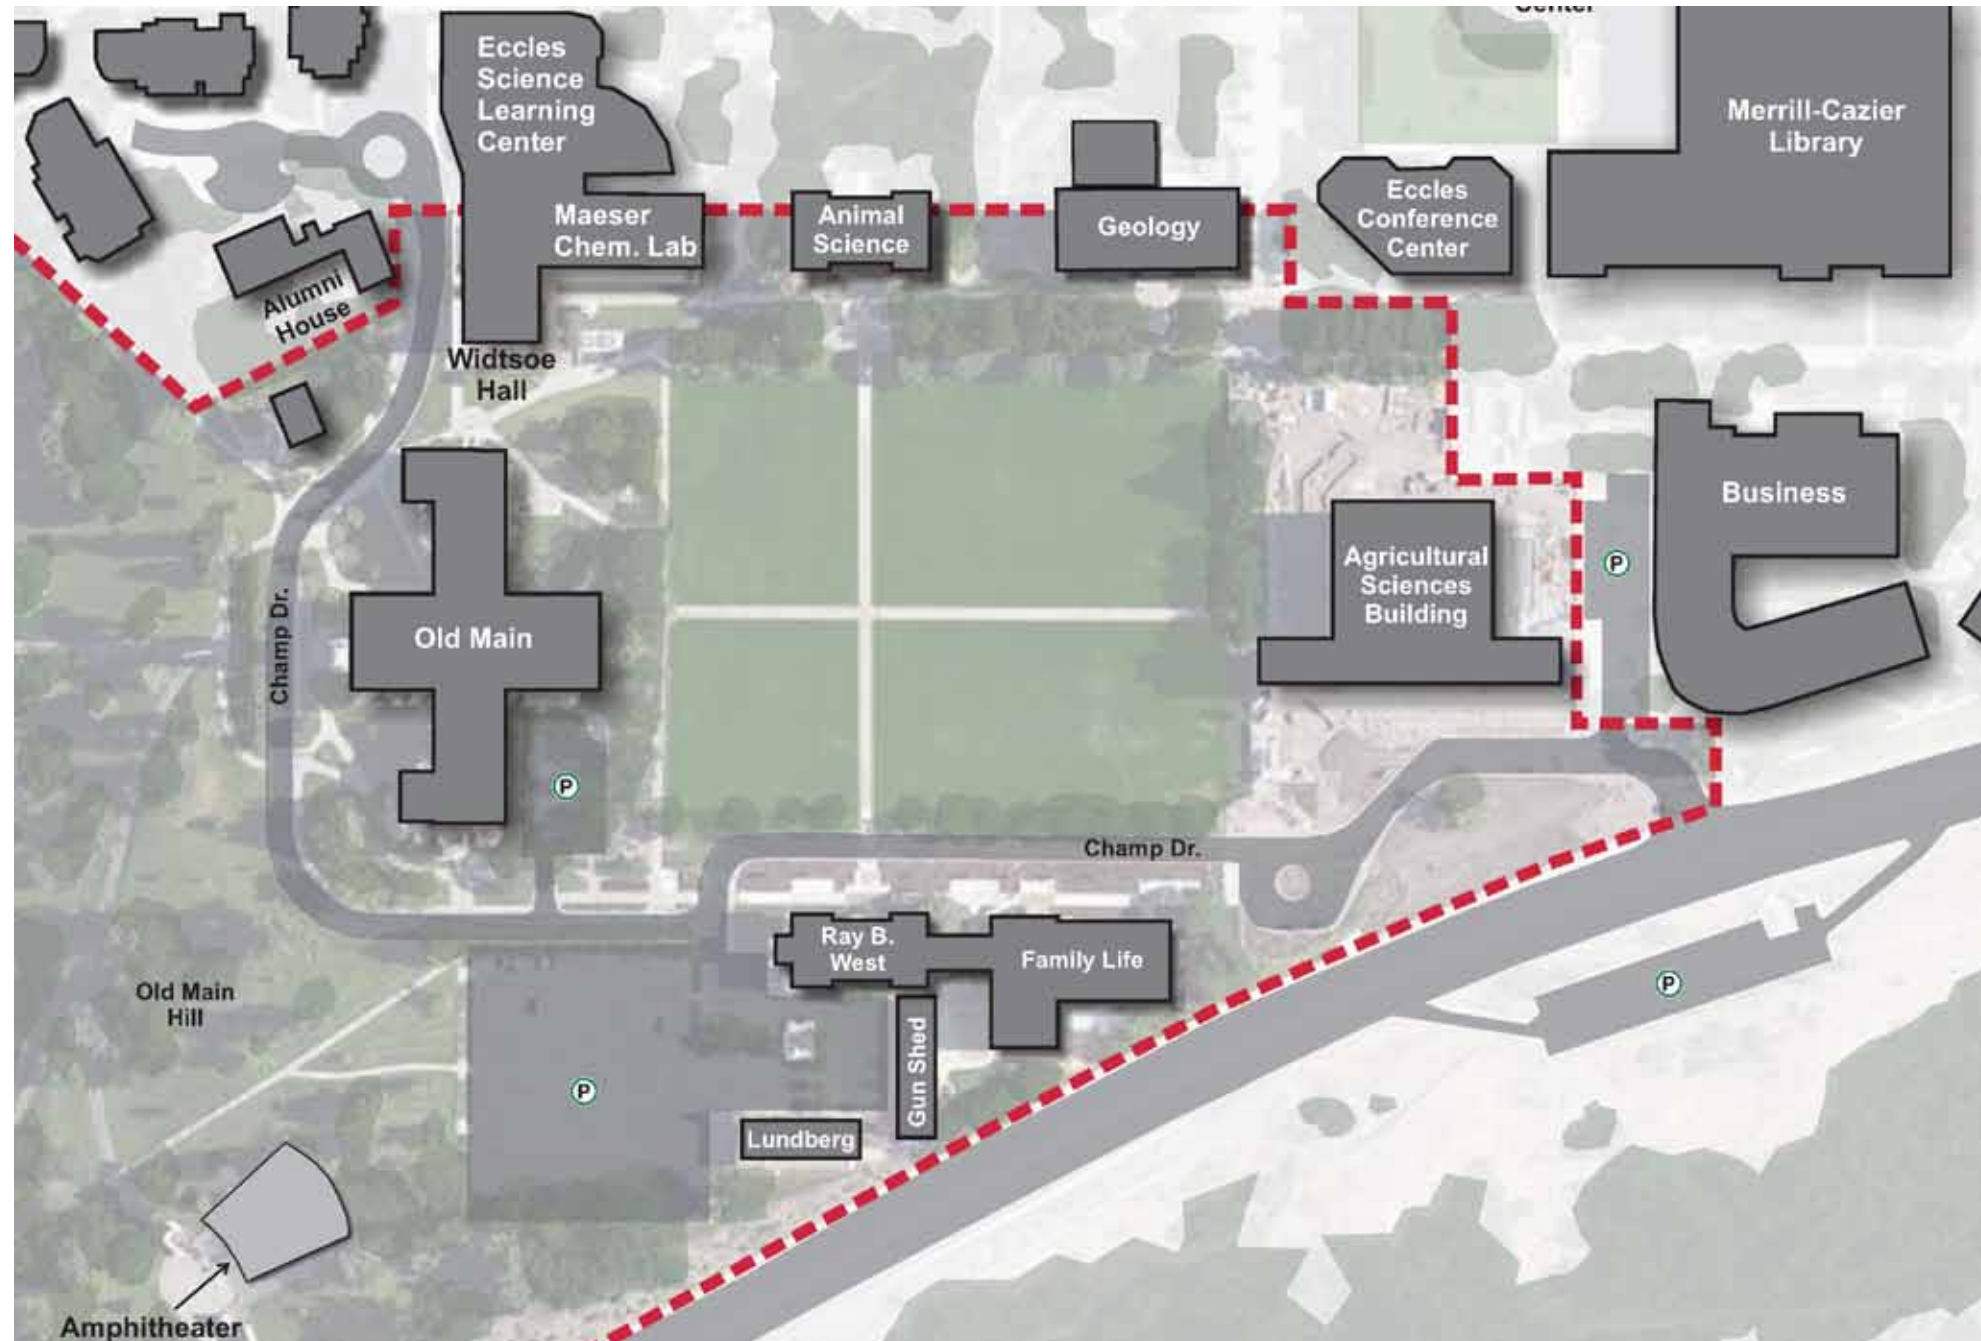 Center
Eccles
Science
Learning
Center
Merrill-Cazier
Library
Eccles
Conference
Center
Maeser
Chem. Lab
Animal
Science
Geology
Alumni
House
Widtsoe
Hall
Business
Agricultural
Sciences
Building
P
Old Main
Champ Dr.
P
Champ Dr.
Ray B.
West
Family Life
P
Old Main
Hill
Gun Shed
P
Lundberg
Amphitheater